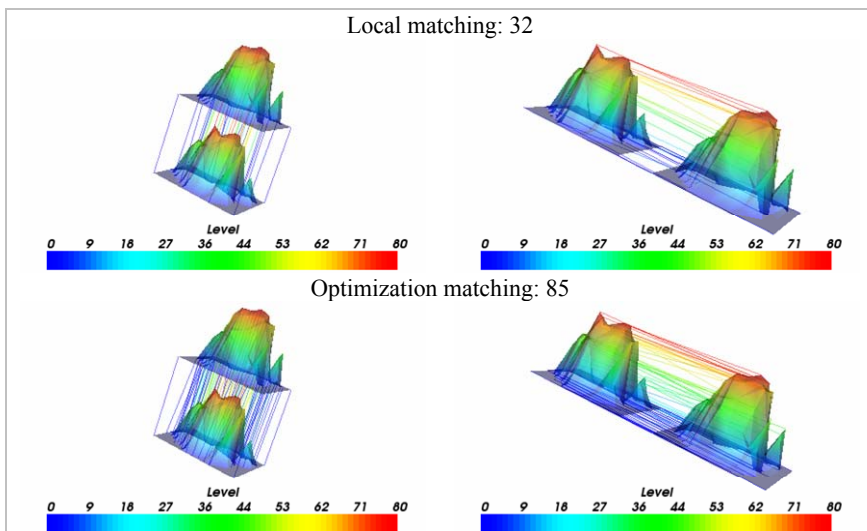 Local matching: 32
Level Level
0 9 18 27 36 44 53 62 71 80 0 9 18 27 36 44 53 62 71 80
Optimization matching: 85
Level Level
0 9 18 27 36 44 53 62 71 80 0 9 18 27 36 44 53 62 71 80